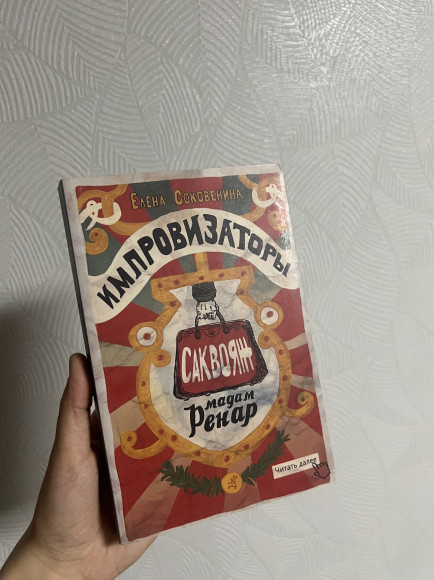 Елена Соковенина
ИМПРОВИЗАТОРЫ
САКВОЯЖ
мадам
Ренар
Читать далее